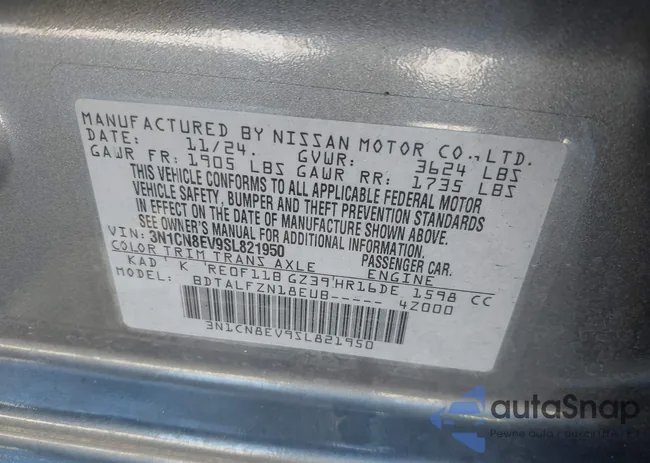 MANUFACTURED BY NISSAN MOTOR CO.,LTD.
DATE: 11/24. GVWR: 3624 LBS
GAWR FR: 1905 LBS GAWR RR: 1735 LBS
THIS VEHICLE CONFORMS TO ALL APPLICABLE FEDERAL MOTOR
VEHICLE SAFETY, BUMPER AND THEFT PREVENTION STANDARDS
IN EFFECT ON THE DATE OF MANUFACTURE SHOWN ABOVE.
SEE OWNER'S MANUAL FOR ADDITIONAL INFORMATION.
VIN: 3N1CN8EV9SL821950 PASSENGER CAR.
COLOR TRIM TRANS AXLE ENGINE
KAD ' K RE0F11B GZ39'HR16DE 1598 CC
MODEL: BDTALFZN18EUB----- 4Z000
3N1CN8EV9SL821950
autaSnap
Pewne auta